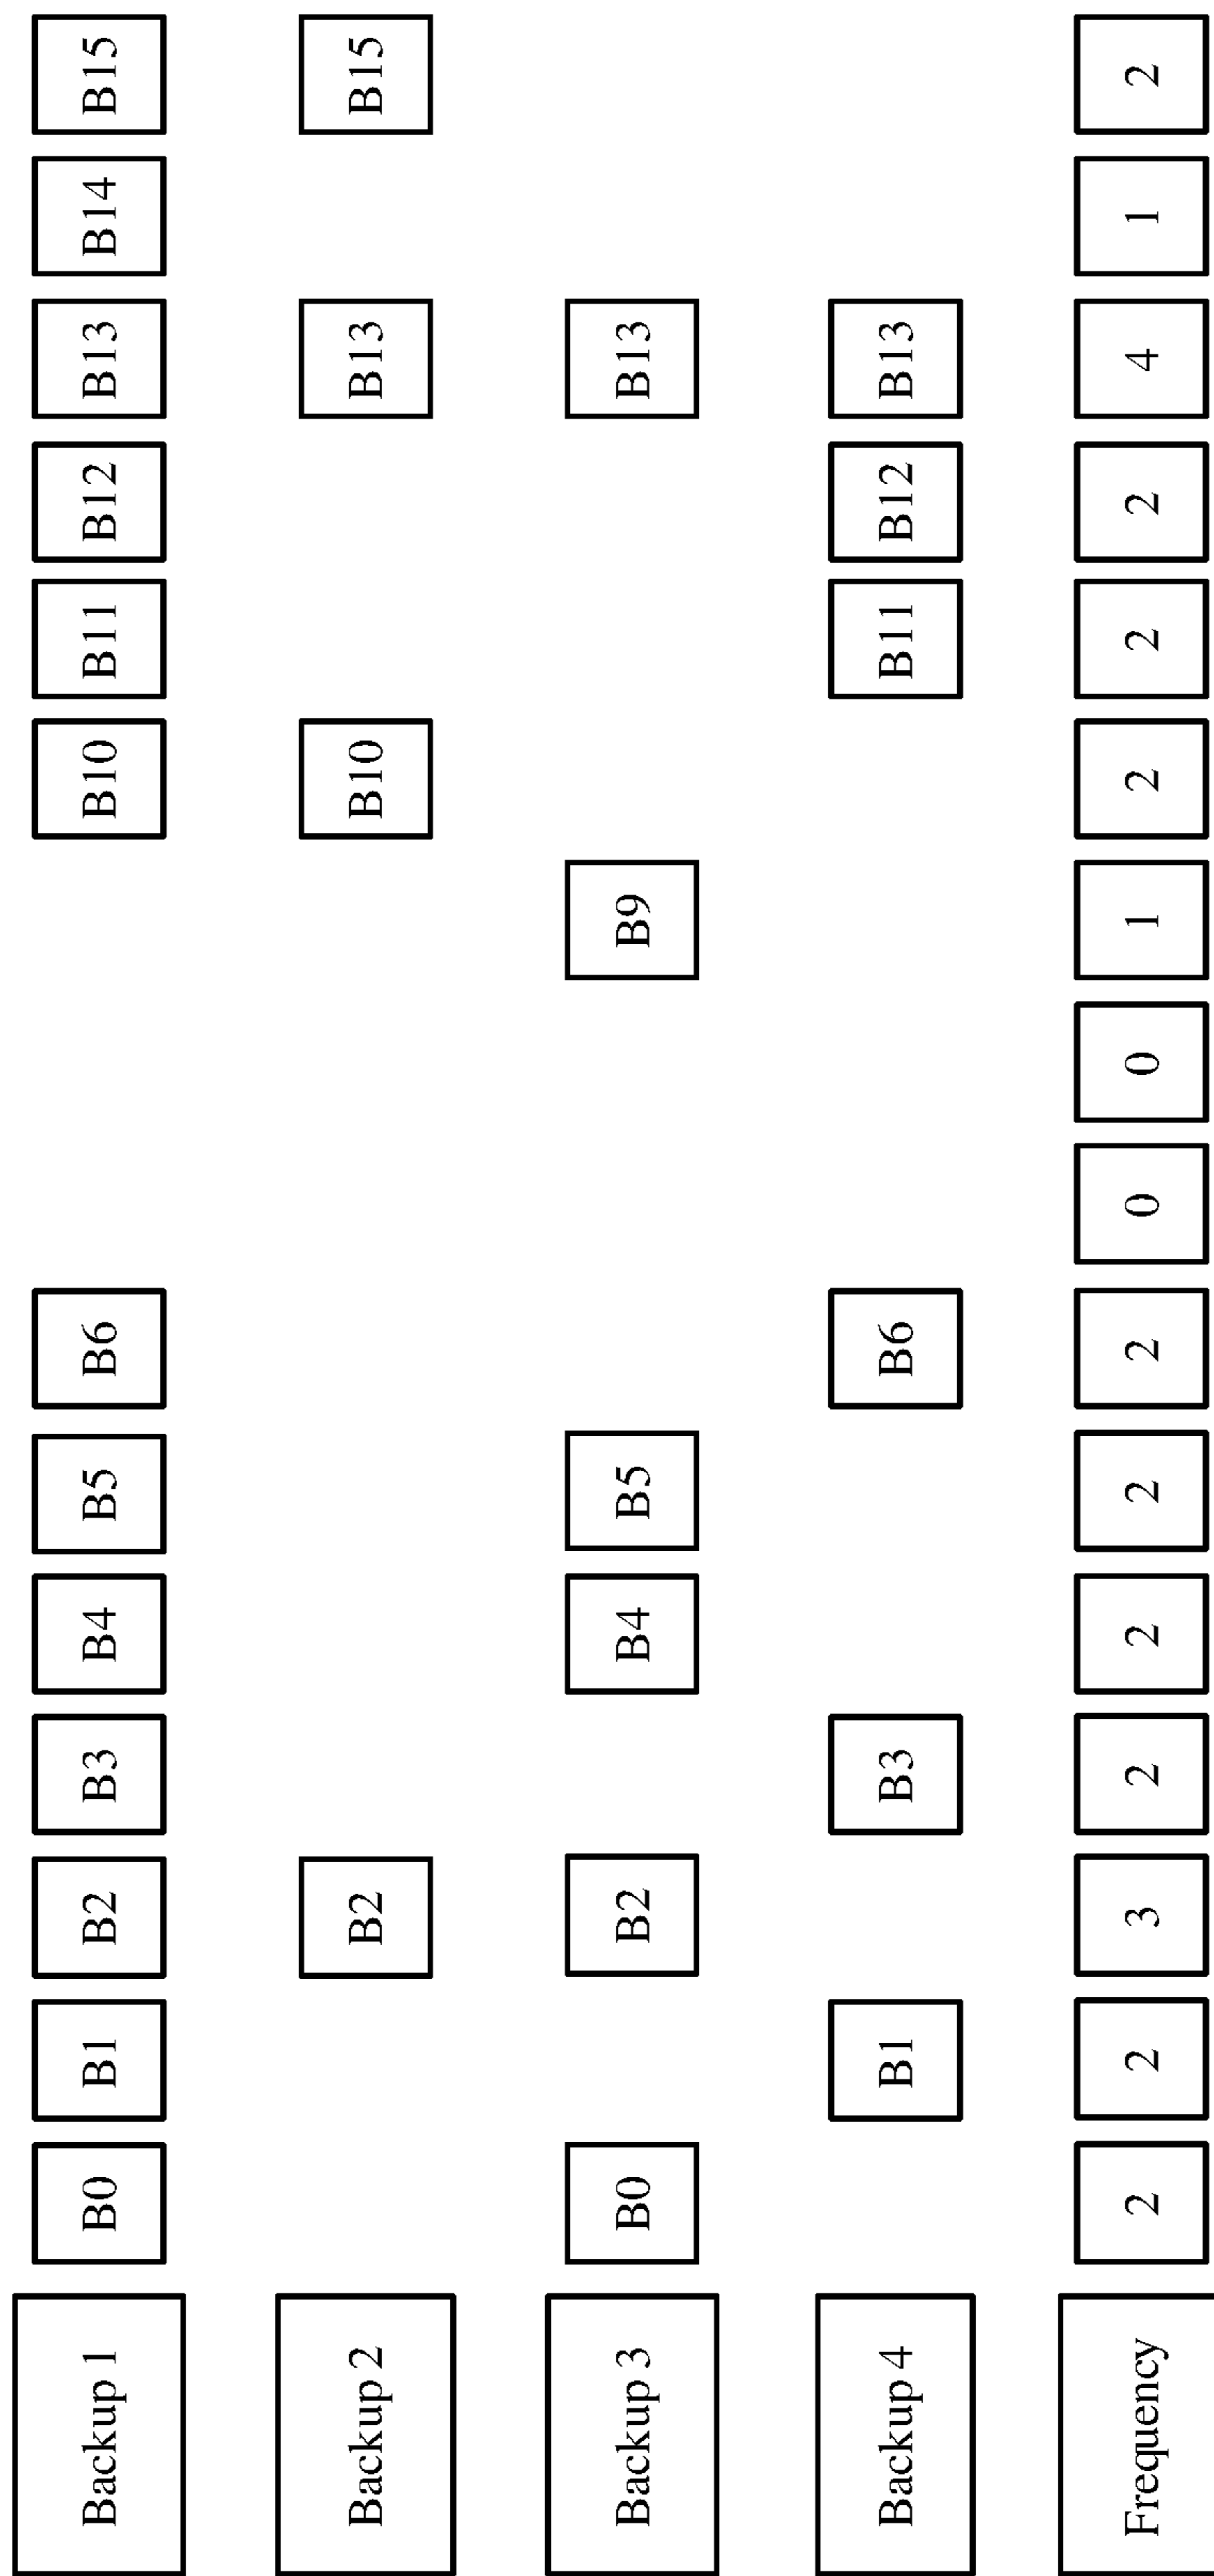 Backup 1 B0 B1 B2 B3 B4 B5 B6 B10 B11 B12 B13 B14 B15
Backup 2 B2 B10 B13 B15
Backup 3 B0 B2 B4 B5 B9 B13
Backup 4 B1 B3 B6 B11 B12 B13
Frequency 2 2 3 2 2 2 2 0 0 1 2 2 2 4 1 2